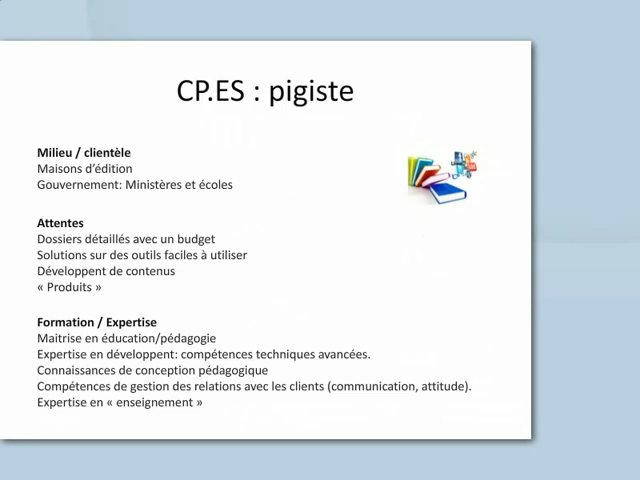 CP.ES : pigiste
Milieu / clientèle
Maisons d'édition
Gouvernement: Ministères et écoles
Attentes
Dossiers détaillés avec un budget
Solutions sur des outils faciles à utiliser
Développent de contenus
« Produits »
Formation / Expertise
Maitrise en éducation/pédagogie
Expertise en développent: compétences techniques avancées.
Connaissances de conception pédagogique
Compétences de gestion des relations avec les clients (communication, attitude).
Expertise en « enseignement »